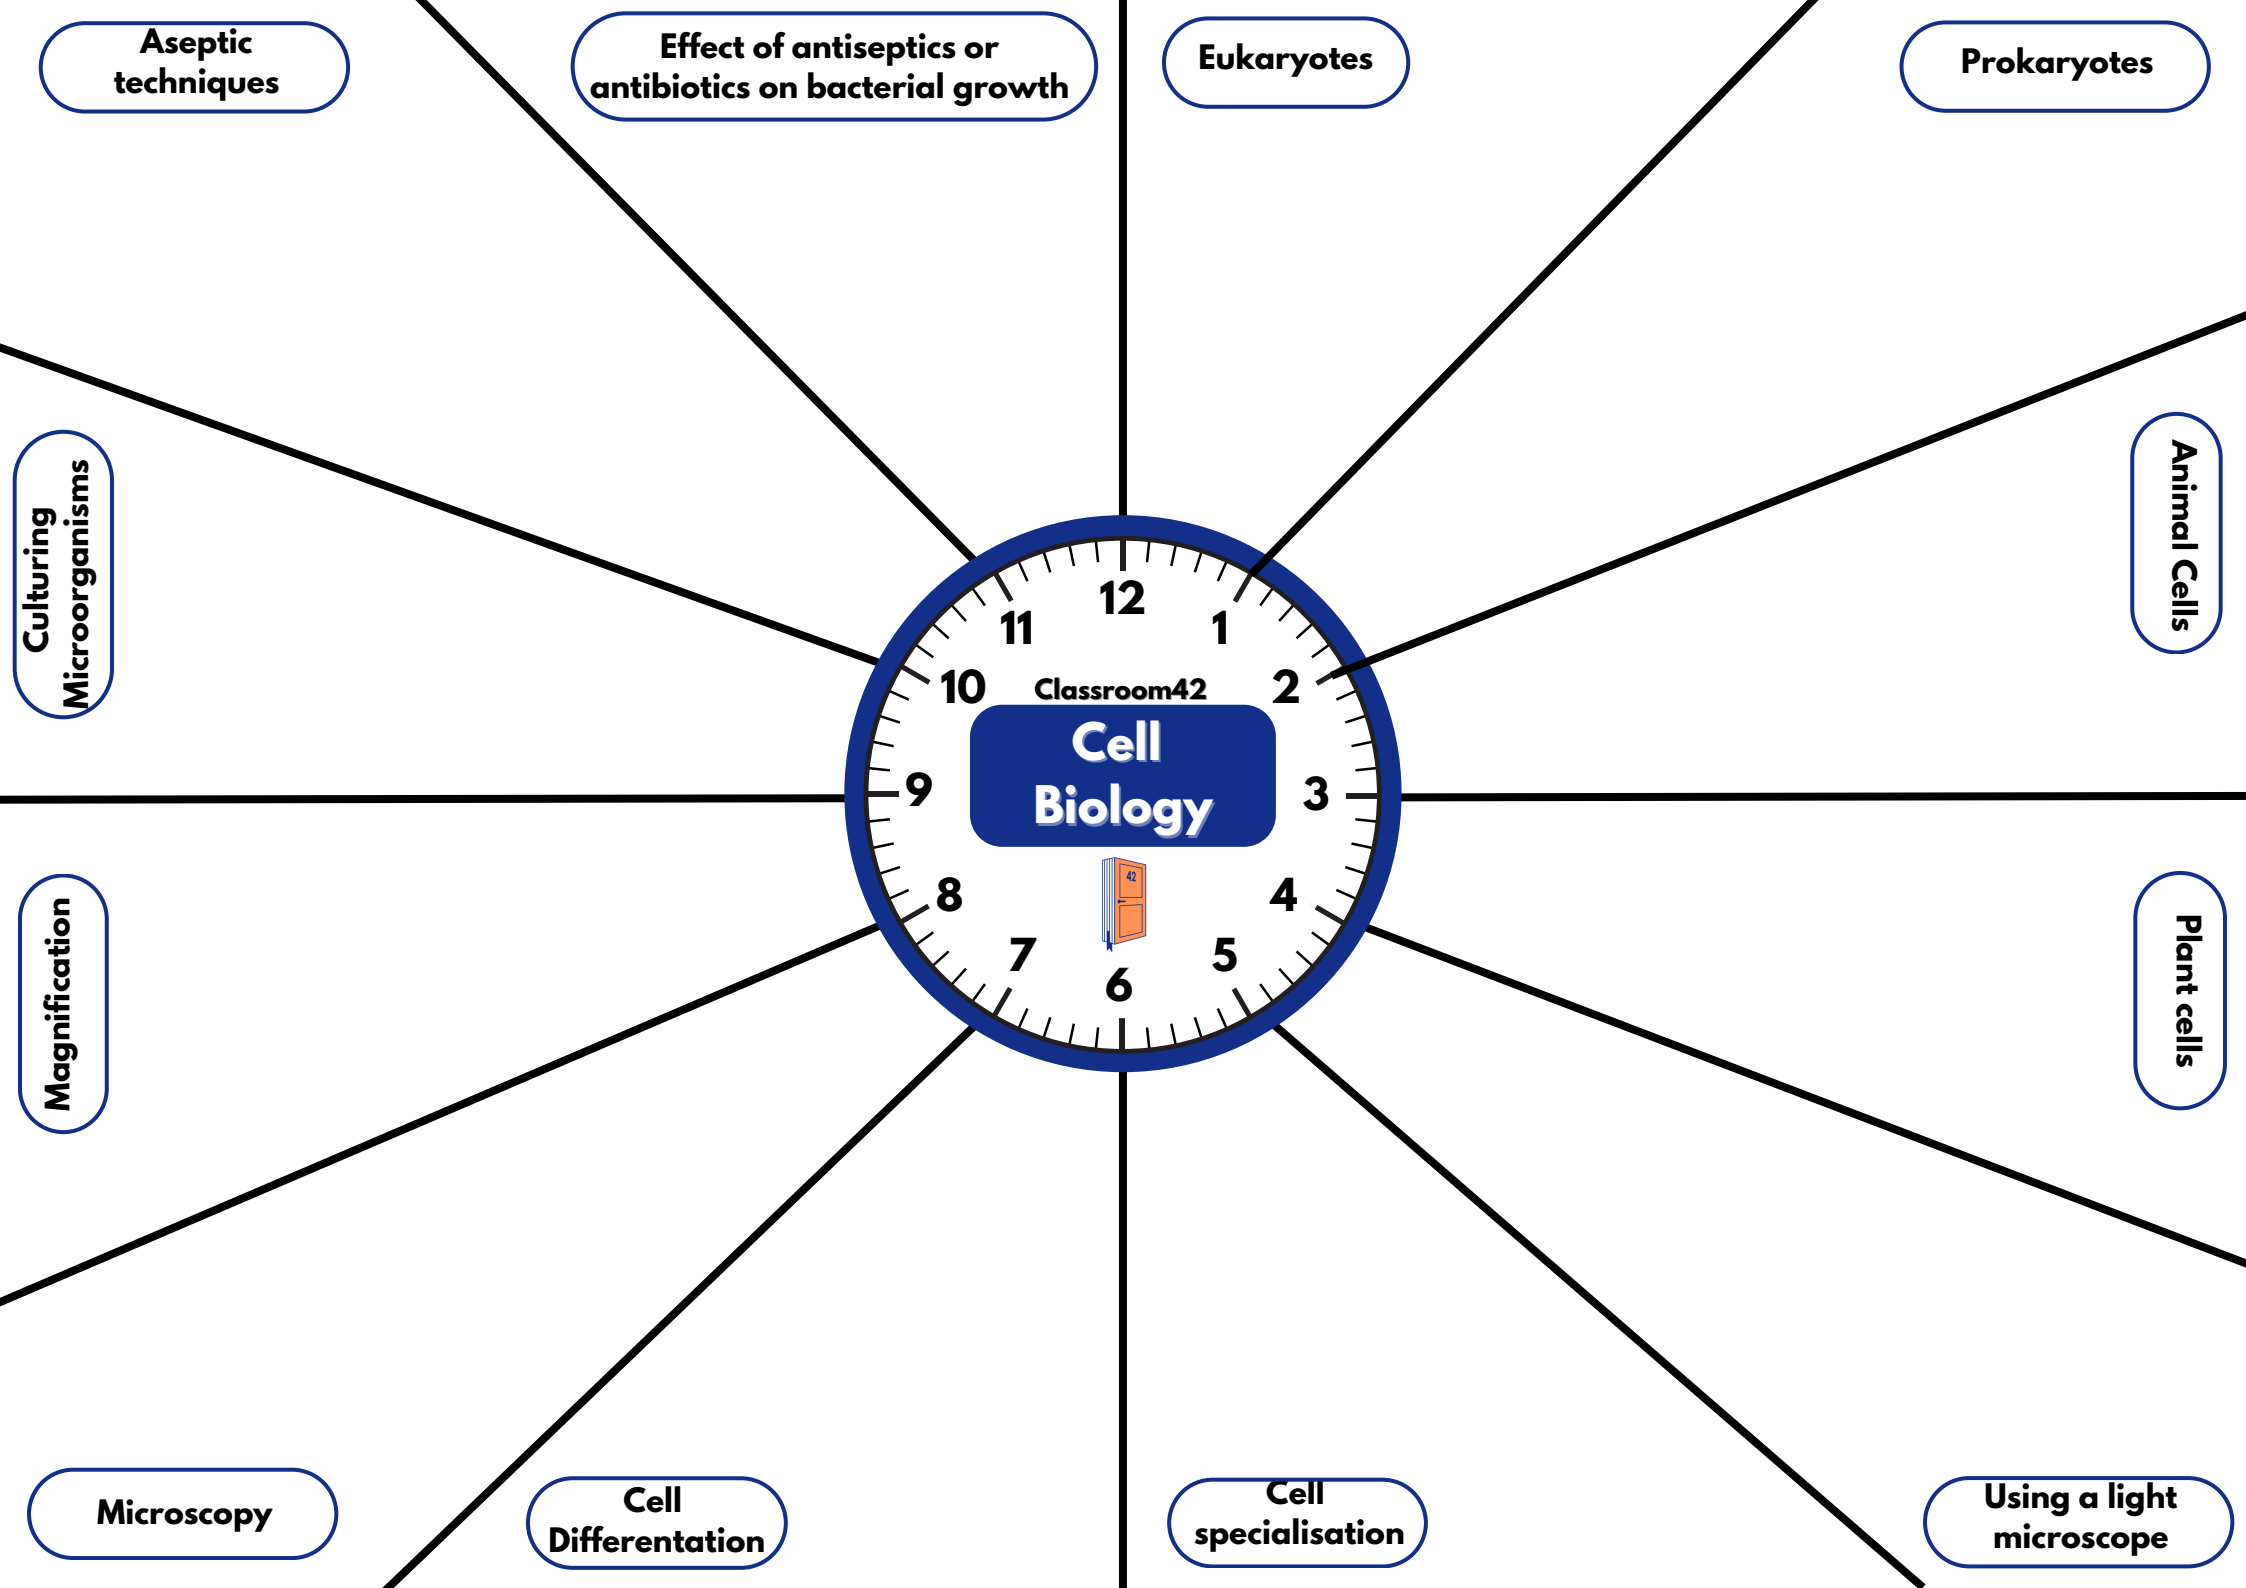 Aseptic
techniques
Effect of antiseptics or
antibiotics on bacterial growth
Eukaryotes
Prokaryotes
Animal Cells
Plant cells
Using a light
microscope
Cell
specialisation
Cell
Differentation
Microscopy
Magnification
Culturing
Microorganisms
12
1
2
3
4
5
6
7
8
9
10
11
Classroom42
Cell
Biology
42